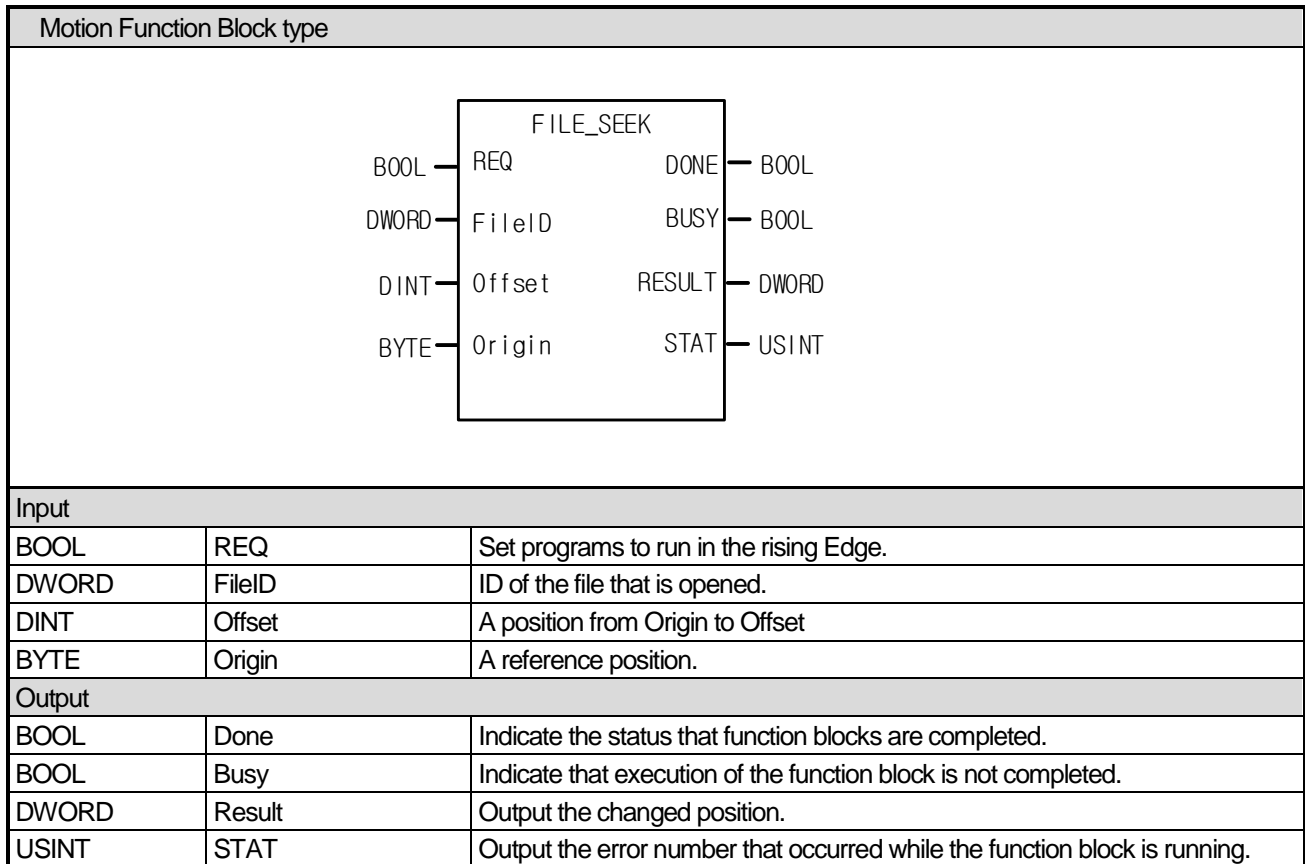 Motion Function Block type
FILE_SEEK
BOOL REQ DONE BOOL
DWORD FileID BUSY BOOL
DINT Offset RESULT DWORD
BYTE Origin STAT USINT
Input
BOOL REQ Set programs to run in the rising Edge.
DWORD FileID ID of the file that is opened.
DINT Offset A position from Origin to Offset
BYTE Origin A reference position.
Output
BOOL Done Indicate the status that function blocks are completed.
BOOL Busy Indicate that execution of the function block is not completed.
DWORD Result Output the changed position.
USINT STAT Output the error number that occurred while the function block is running.